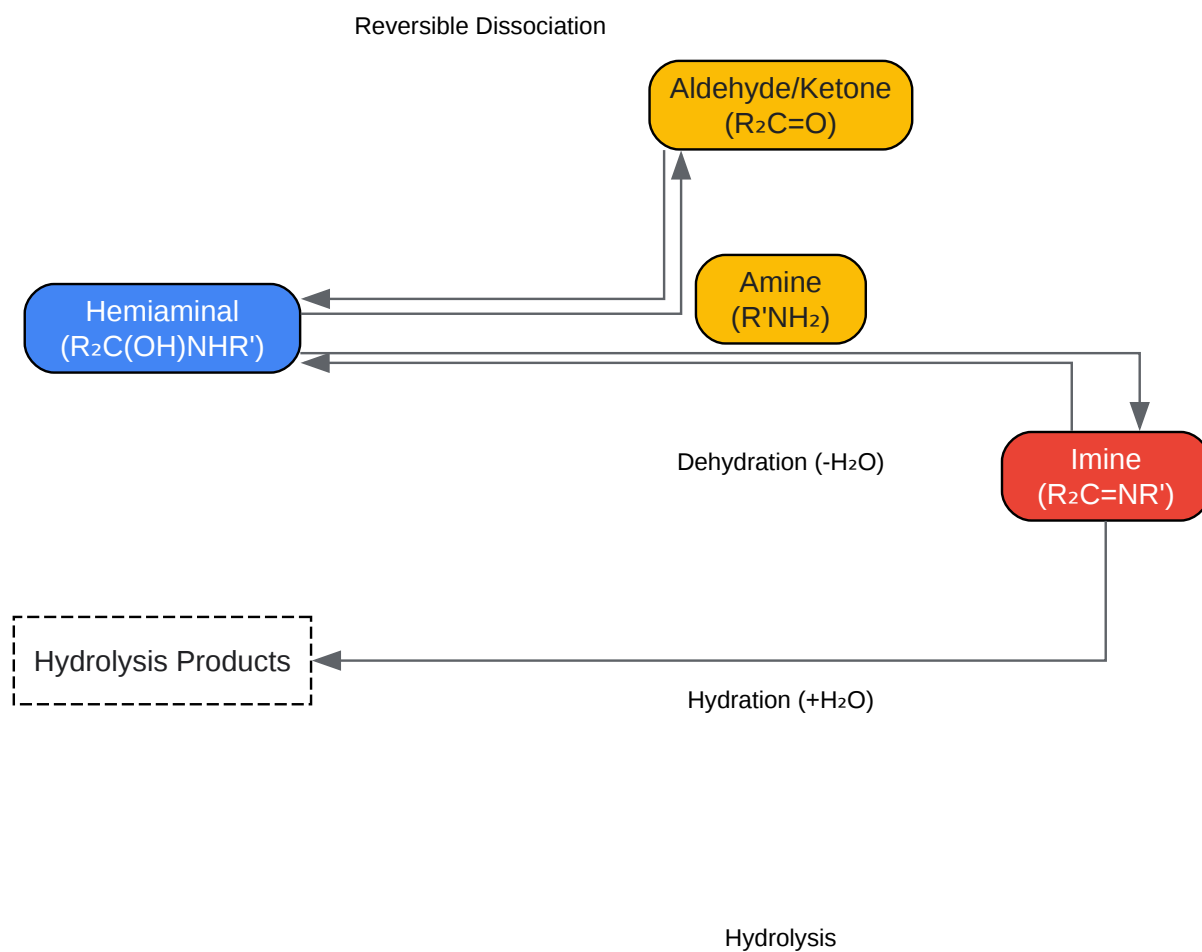 Reversible Dissociation
Aldehyde/Ketone
(R₂C=O)
Amine
(R'NH₂)
Hemiaminal
(R₂C(OH)NHR')
Dehydration (-H₂O)
Imine
(R₂C=NR')
Hydrolysis Products
Hydration (+H₂O)
Hydrolysis